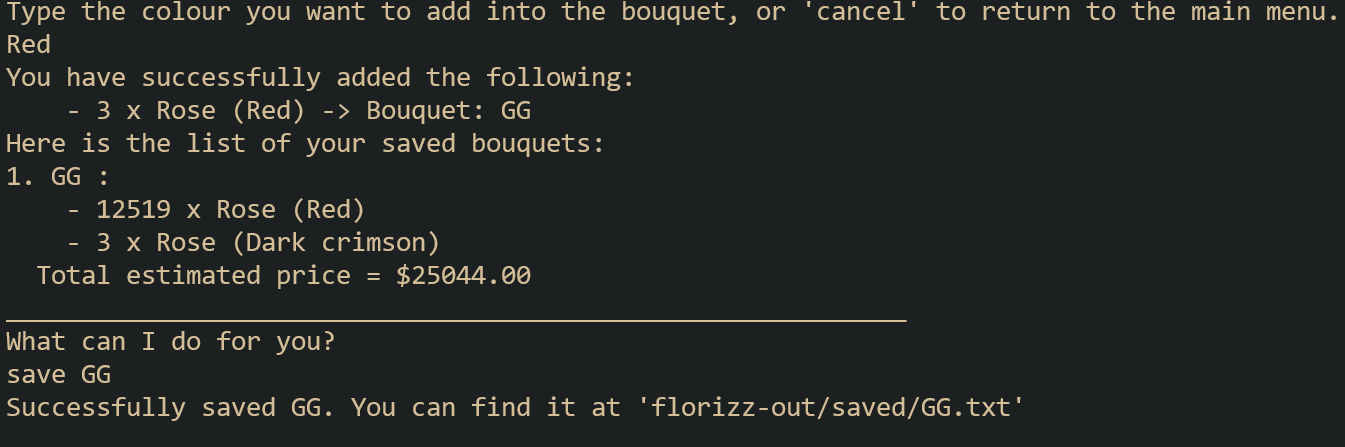 Type the colour you want to add into the bouquet, or 'cancel' to return to the main menu.
Red
You have successfully added the following:
    - 3 x Rose (Red) -> Bouquet: GG
Here is the list of your saved bouquets:
1. GG :
    - 12519 x Rose (Red)
    - 3 x Rose (Dark crimson)
  Total estimated price = $25044.00
____________________________________________________________
What can I do for you?
save GG
Successfully saved GG. You can find it at 'florizz-out/saved/GG.txt'